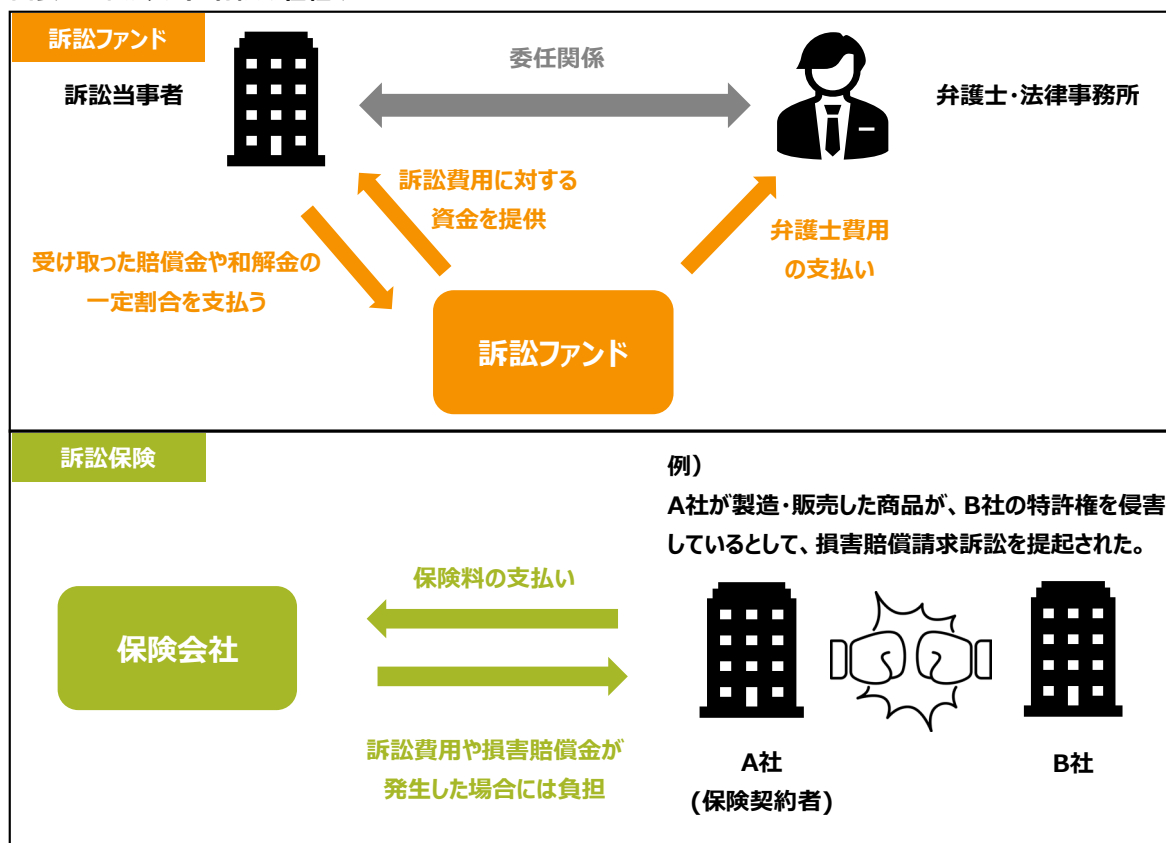 訴訟ファンド
訴訟当事者
委任関係
弁護士・法律事務所
訴訟費用に対する
資金を提供
受け取った賠償金や和解金の
一定割合を支払う
弁護士費用
の支払い
訴訟ファンド
訴訟保険
例）
A社が製造・販売した商品が、B社の特許権を侵害
しているとして、損害賠償請求訴訟を提起された。
保険料の支払い
保険会社
訴訟費用や損害賠償金が
発生した場合には負担
A社
(保険契約者)
B社